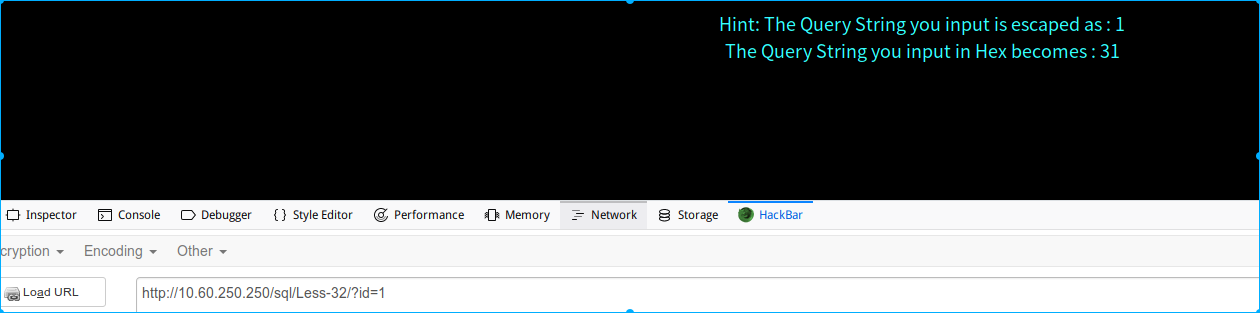 Hint: The Query String you input is escaped as : 1
The Query String you input in Hex becomes : 31
Inspector Console Debugger { } Style Editor Performance Memory Network Storage HackBar
cryption Encoding Other
Load URL http://10.60.250.250/sql/Less-32/?id=1